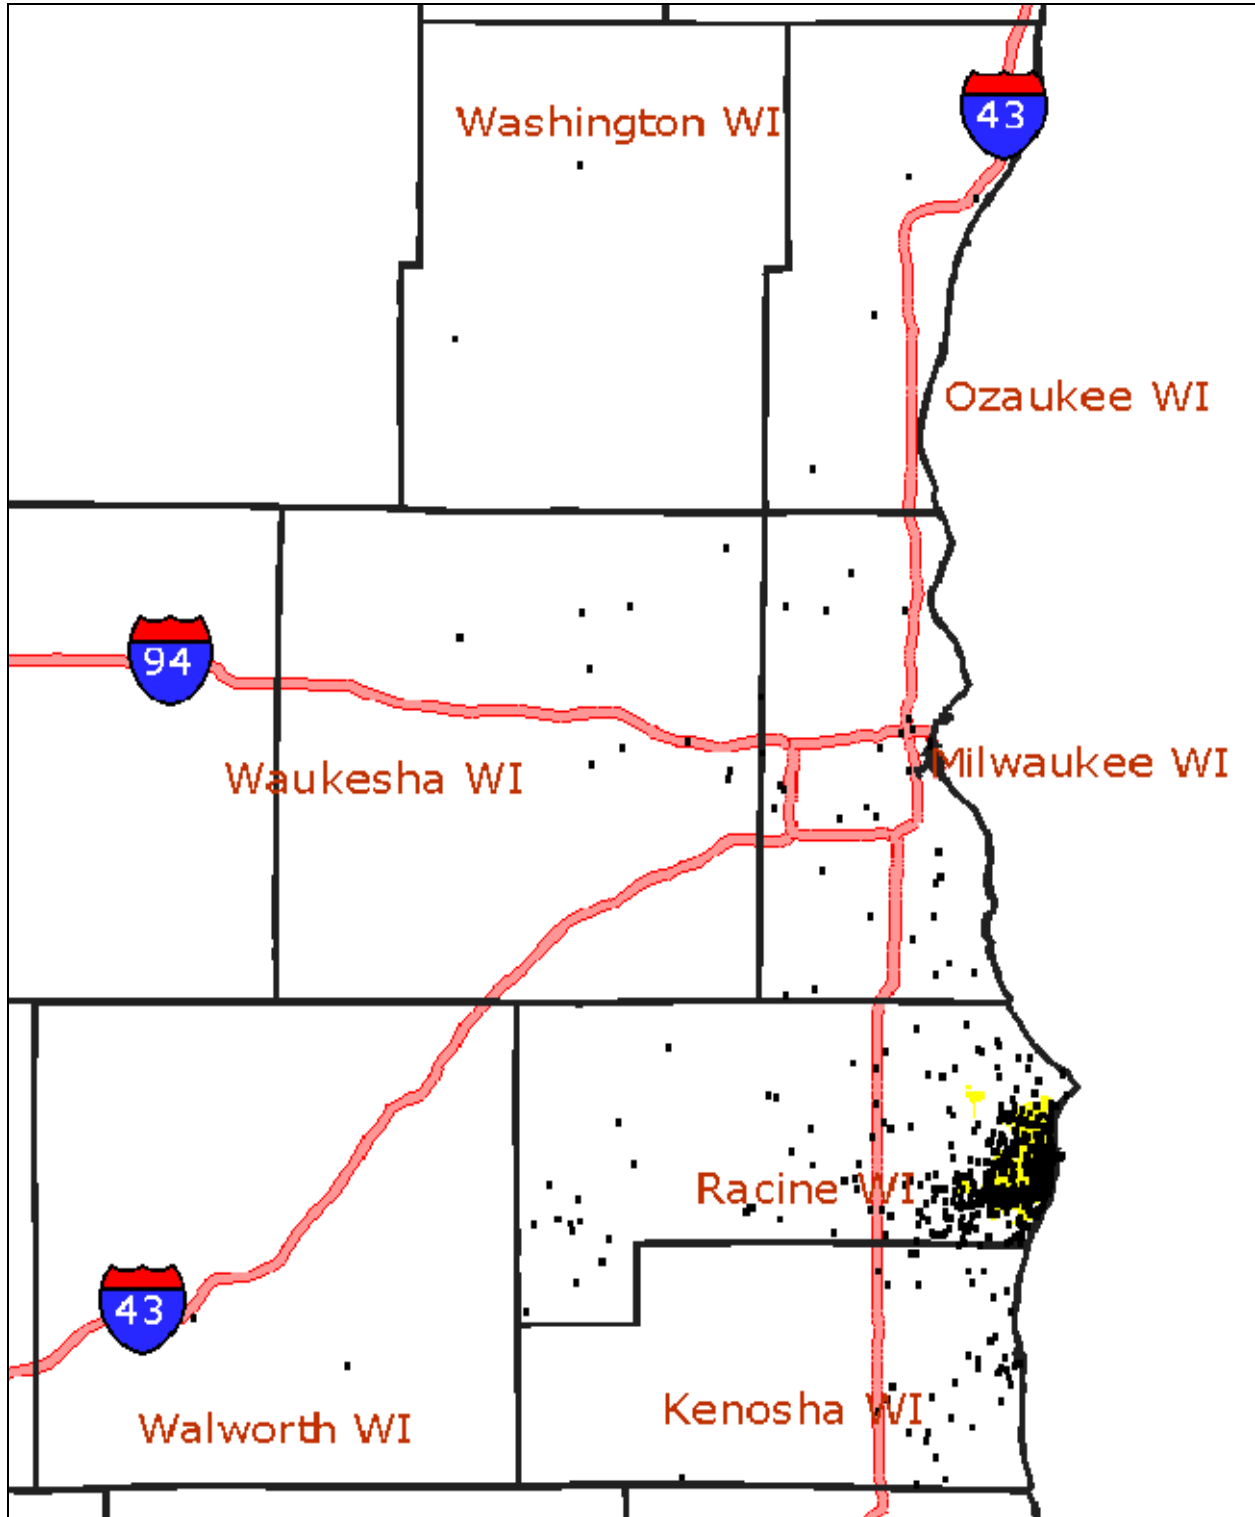 43
Washington WI
Ozaukee WI
94
Waukesha WI
Milwaukee WI
Racine WI
43
Kenosha WI
Walworth WI